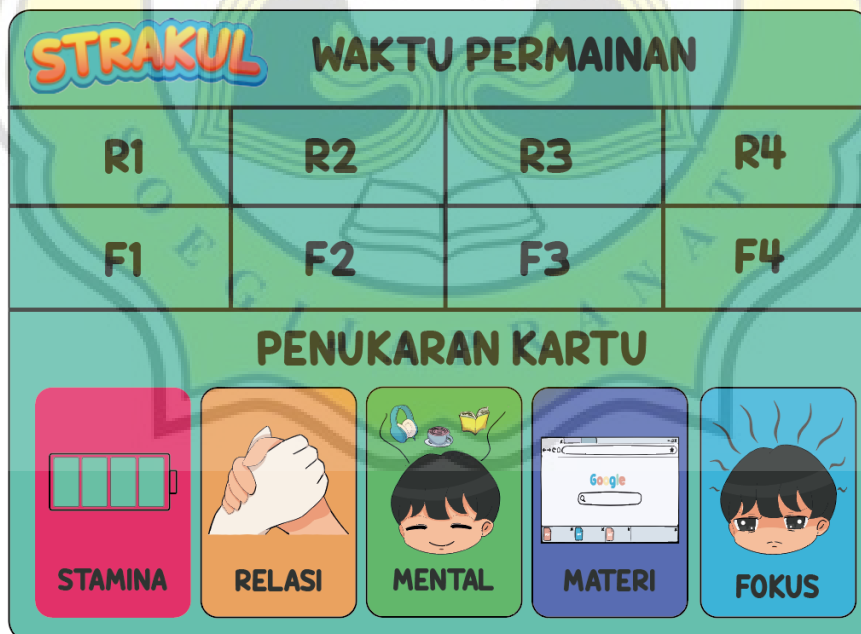 STRAKUL WAKTU PERMAINAN
R1 R2 R3 R4
F1 F2 F3 F4
PENUKARAN KARTU
Google
STAMINA RELASI MENTAL MATERI FOKUS
SOEGIJAPRANATA